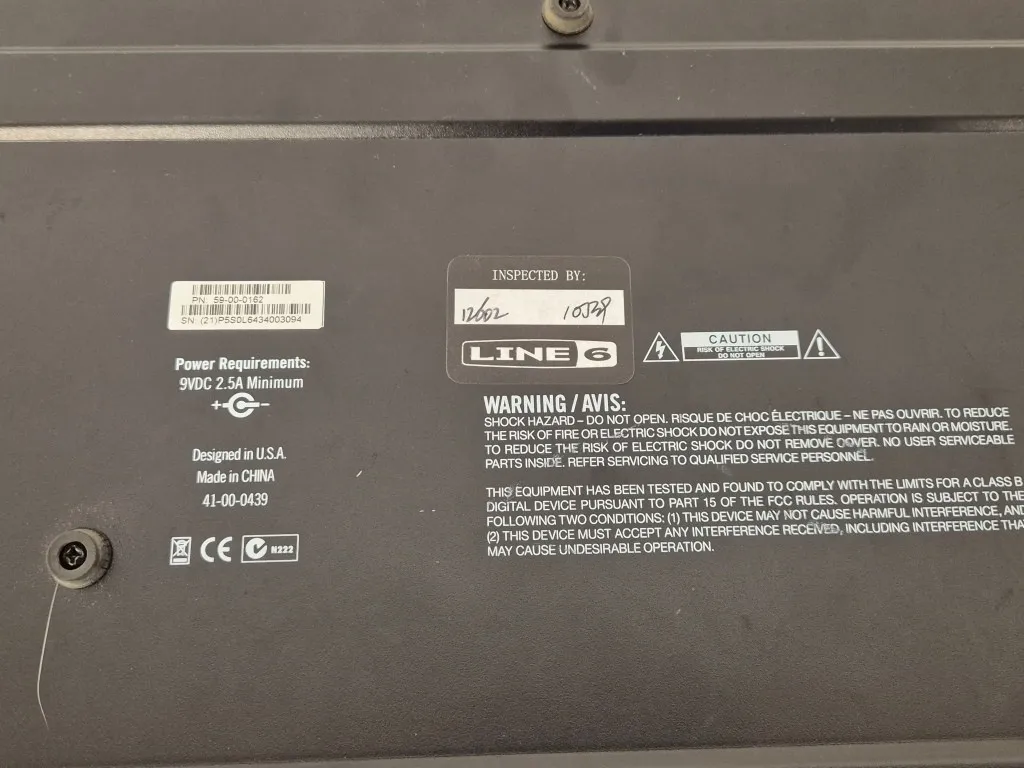 PN: 59-00-0162
SN: (21)P5S0L6434003094
Power Requirements:
9VDC 2.5A Minimum
Designed in U.S.A.
Made in CHINA
41-00-0439
CE
N222
INSPECTED BY:
LINE 6
CAUTION
RISK OF ELECTRIC SHOCK
DO NOT OPEN
WARNING / AVIS:
SHOCK HAZARD – DO NOT OPEN. RISQUE DE CHOC ÉLECTRIQUE – NE PAS OUVRIR. TO REDUCE
THE RISK OF FIRE OR ELECTRIC SHOCK DO NOT EXPOSE THIS EQUIPMENT TO RAIN OR MOISTURE.
TO REDUCE THE RISK OF ELECTRIC SHOCK DO NOT REMOVE COVER. NO USER SERVICEABLE
PARTS INSIDE. REFER SERVICING TO QUALIFIED SERVICE PERSONNEL.
THIS EQUIPMENT HAS BEEN TESTED AND FOUND TO COMPLY WITH THE LIMITS FOR A CLASS B
DIGITAL DEVICE PURSUANT TO PART 15 OF THE FCC RULES. OPERATION IS SUBJECT TO THE
FOLLOWING TWO CONDITIONS: (1) THIS DEVICE MAY NOT CAUSE HARMFUL INTERFERENCE, AND
(2) THIS DEVICE MUST ACCEPT ANY INTERFERENCE RECEIVED, INCLUDING INTERFERENCE THA
MAY CAUSE UNDESIRABLE OPERATION.